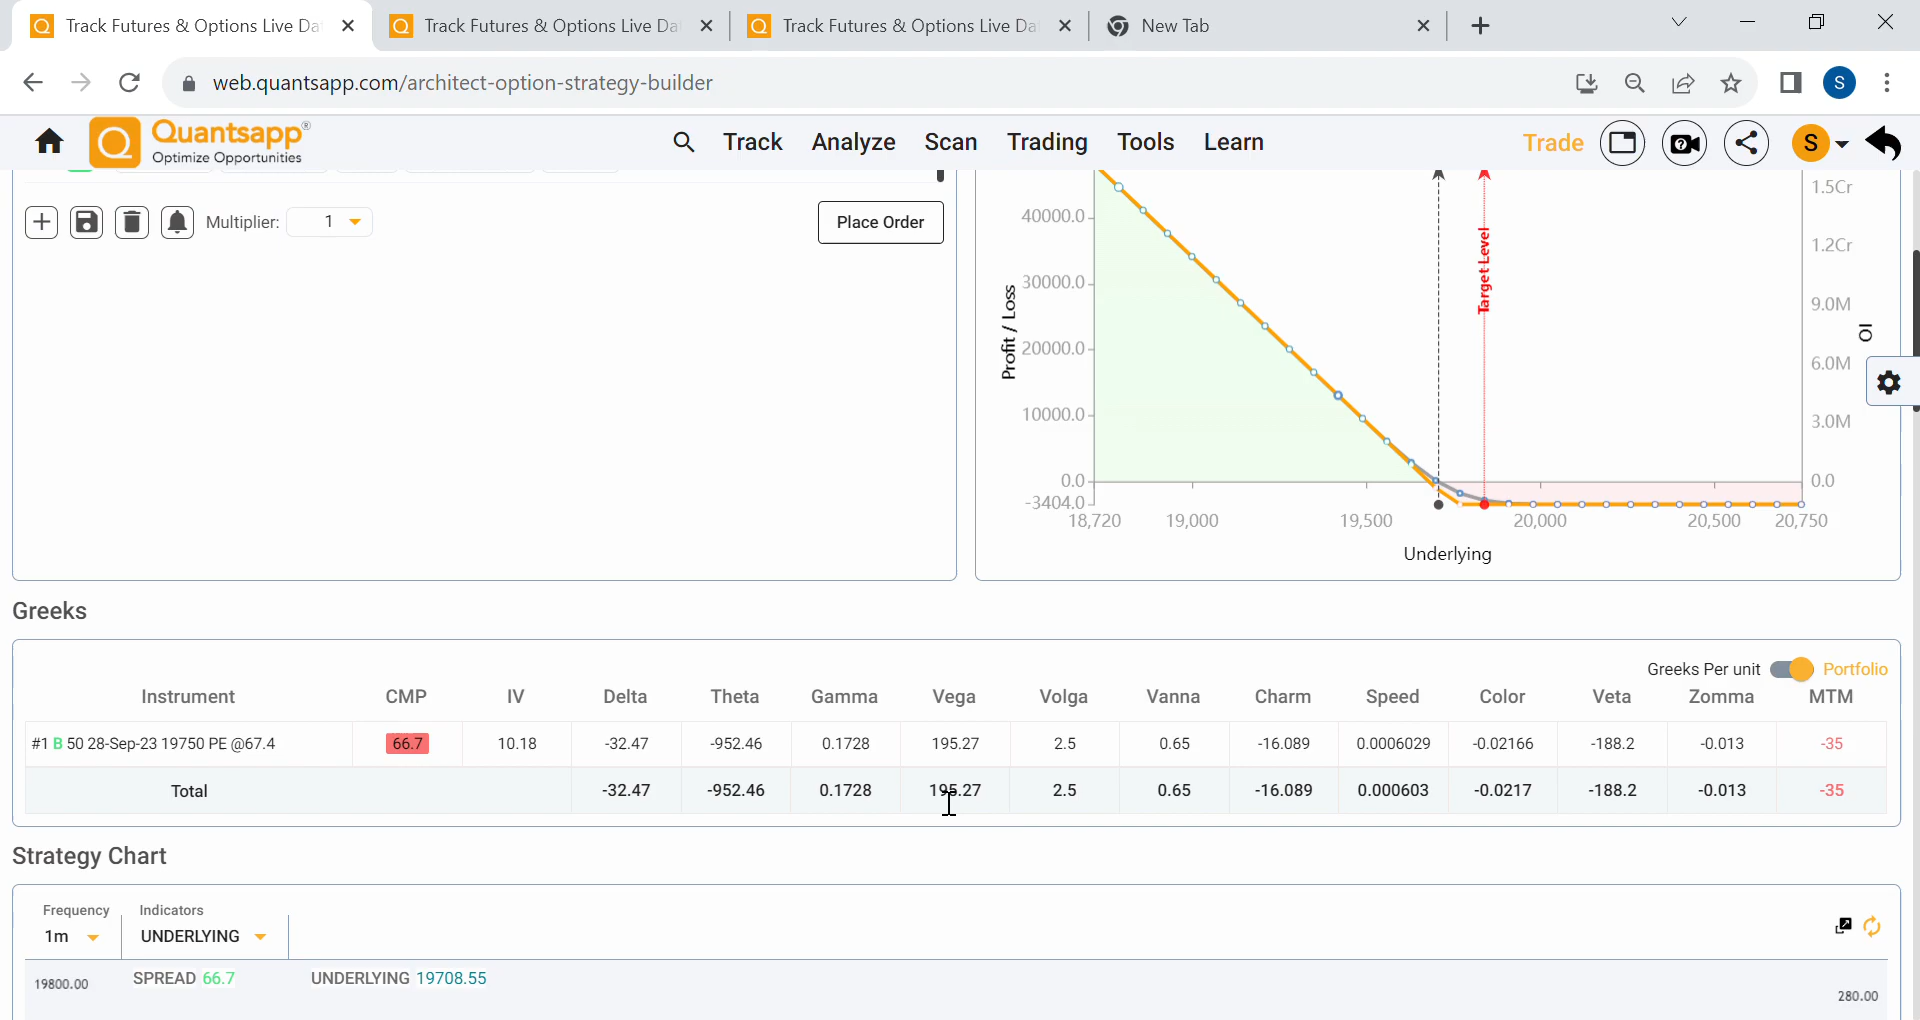 Track Futures & Options Live Da
Track Futures & Options Live Da
Track Futures & Options Live Da
New Tab
web.quantsapp.com/architect-option-strategy-builder
S
Quantsapp®
Optimize Opportunities
Track
Analyze
Scan
Trading
Tools
Learn
Trade
S
Multiplier:
1
Place Order
Profit / Loss
40000.0
30000.0
20000.0
10000.0
0.0
-3404.0
Target Level
1.5Cr
1.2Cr
9.0M
6.0M
3.0M
0.0
OI
18,720
19,000
19,500
20,000
20,500
20,750
Underlying
Greeks
Greeks Per unit
Portfolio
Instrument CMP IV Delta Theta Gamma Vega Volga Vanna Charm Speed Color Veta Zomma MTM
#1 B 50 28-Sep-23 19750 PE @67.4 66.7 10.18 -32.47 -952.46 0.1728 195.27 2.5 0.65 -16.089 0.0006029 -0.02166 -188.2 -0.013 -35
Total -32.47 -952.46 0.1728 195.27 2.5 0.65 -16.089 0.000603 -0.0217 -188.2 -0.013 -35
Strategy Chart
Frequency Indicators
1m UNDERLYING
19800.00 SPREAD 66.7 UNDERLYING 19708.55
280.00